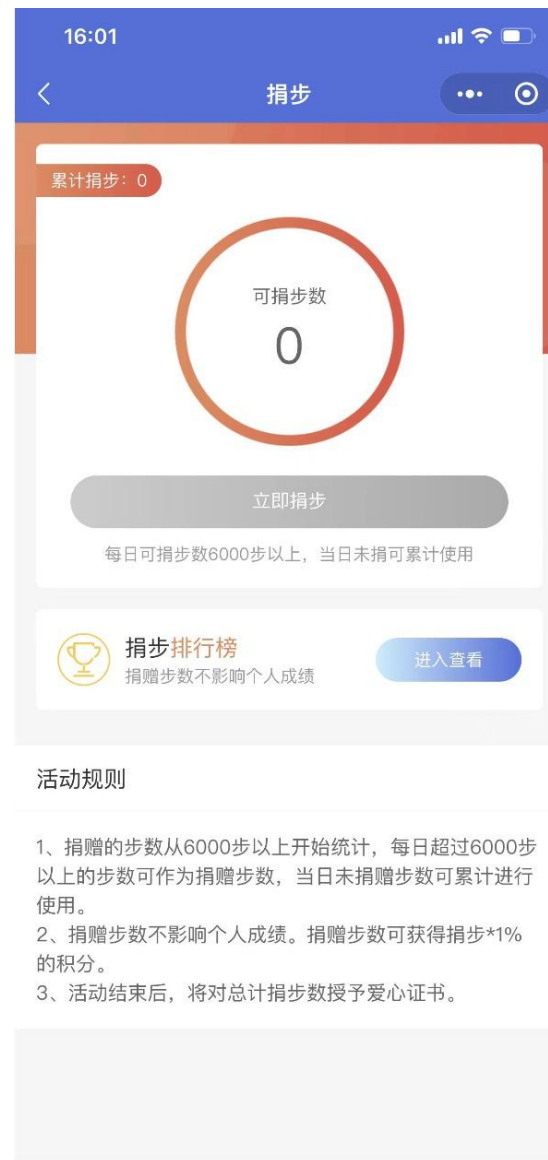 16:01
捐步
累计捐步：0
可捐步数
0
立即捐步
每日可捐步数6000步以上，当日未捐可累计使用
捐步排行榜
捐赠步数不影响个人成绩
进入查看
活动规则
1、捐赠的步数从6000步以上开始统计，每日超过6000步
以上的步数可作为捐赠步数，当日未捐赠步数可累计进行
使用。
2、捐赠步数不影响个人成绩。捐赠步数可获得捐步*1%
的积分。
3、活动结束后，将对总计捐步数授予爱心证书。